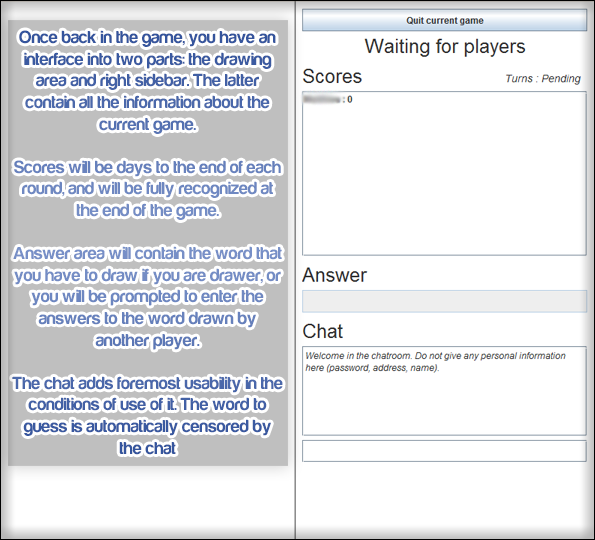 Once back in the game, you have an
interface into two parts: the drawing
area and right sidebar. The latter
contain all the information about the
current game.
Scores will be days to the end of each
round, and will be fully recognized at
the end of the game.
Answer area will contain the word that
you have to draw if you are drawer, or
you will be prompted to enter the
answers to the word drawn by
another player.
The chat adds foremost usability in the
conditions of use of it. The word to
guess is automatically censored by
the chat
Quit current game
Waiting for players
Scores
Turns : Pending
: 0
Answer
Chat
Welcome in the chatroom. Do not give any personal information
here (password, address, name).